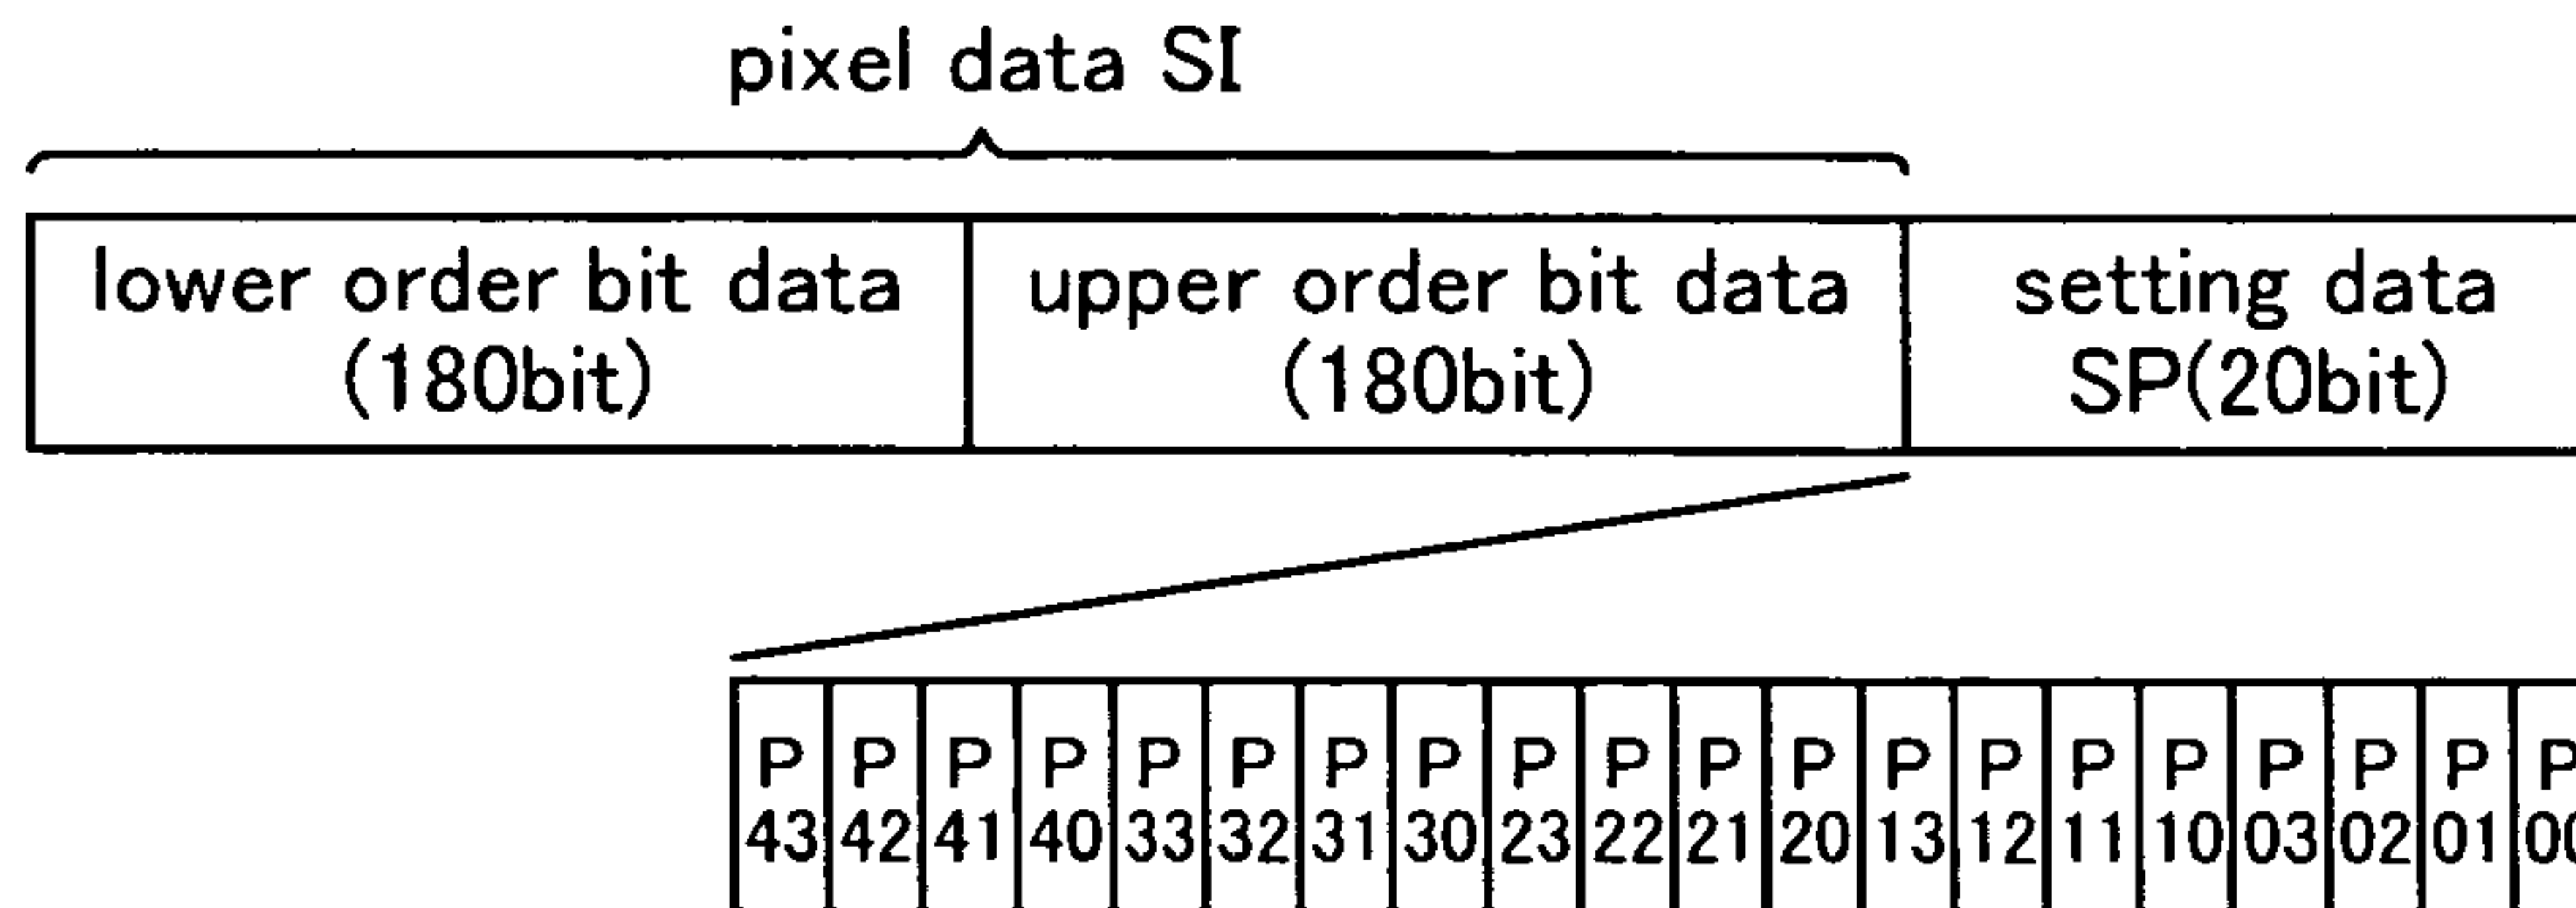 pixel data SI
lower order bit data
(180bit)
upper order bit data
(180bit)
setting data
SP(20bit)
P P P P P P P P P P P P P P P P P P P P
43 42 41 40 33 32 31 30 23 22 21 20 13 12 11 10 03 02 01 00